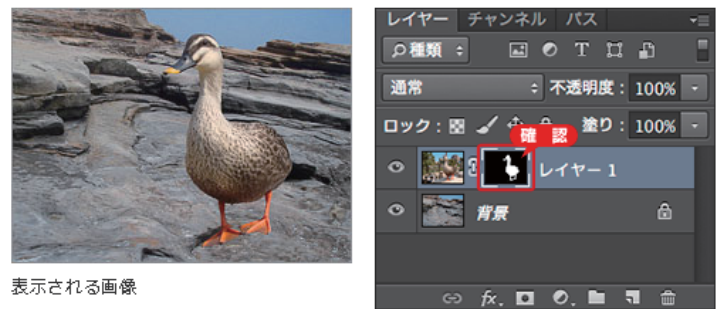 レイヤー チャンネル パス
種類
T
通常 不透明度: 100%
ロック: 塗り: 100%
確 認
レイヤー 1
背景
fx.
表示される画像